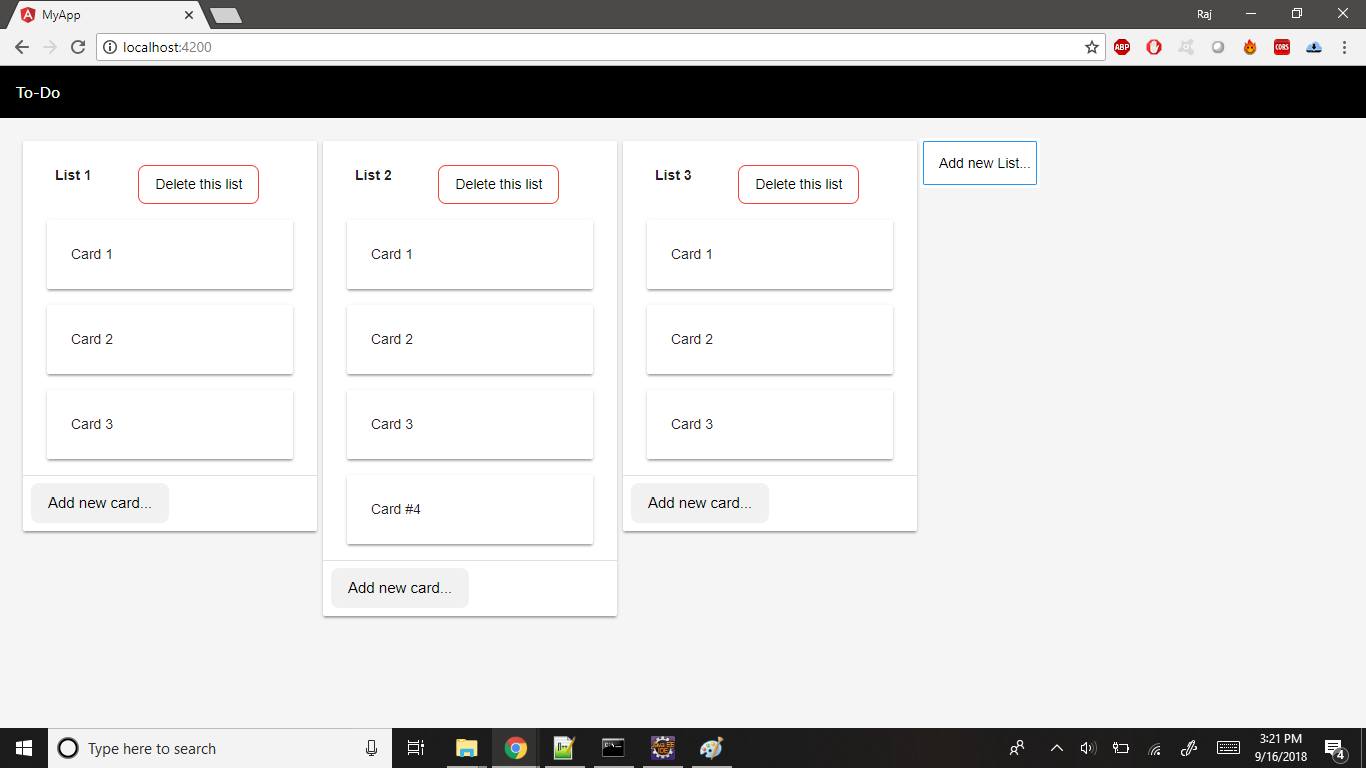 MyApp
Raj
localhost:4200
ABP
CORS
To-Do
List 1
Delete this list
Card 1
Card 2
Card 3
Add new card...
List 2
Delete this list
Card 1
Card 2
Card 3
Card #4
Add new card...
List 3
Delete this list
Card 1
Card 2
Card 3
Add new card...
Add new List...
Type here to search
3:21 PM
9/16/2018
4